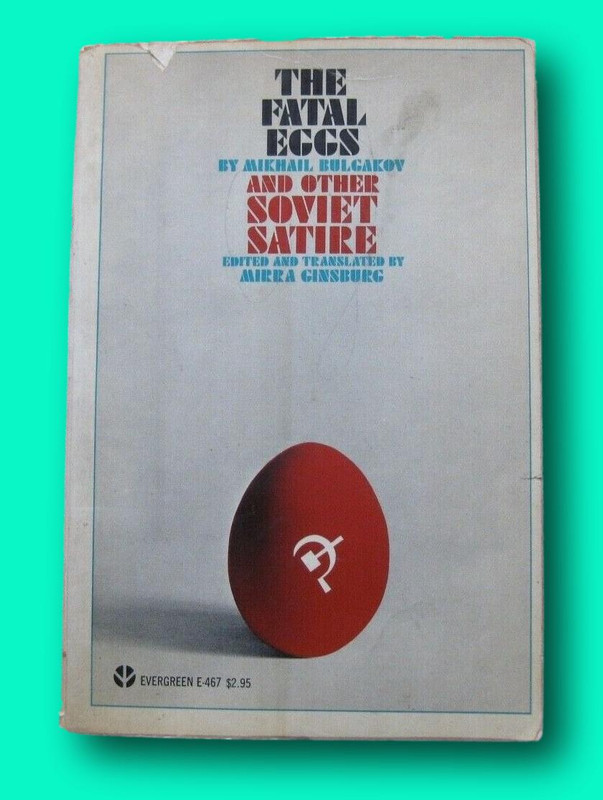 THE
FATAL
EGGS
BY MIKHAIL BULGAKOV
AND OTHER
SOVIET
SATIRE
EDITED AND TRANSLATED BY
MIRRA GINSBURG
EVERGREEN E-467 $2.95